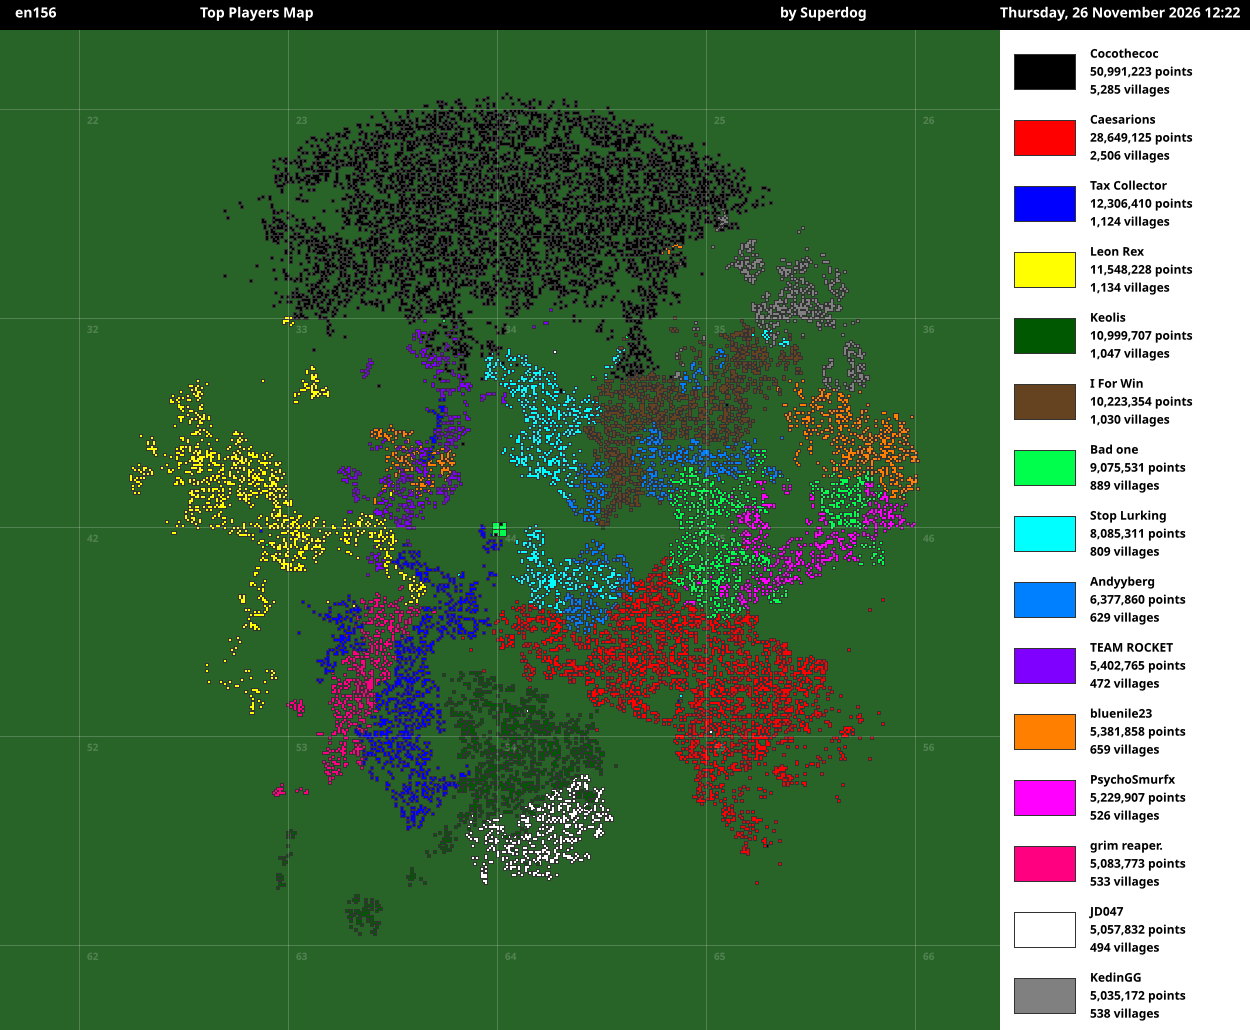 en156 Top Players Map by Superdog Thursday, 26 November 2026 12:22
Cocothecoc
50,991,223 points
5,285 villages
Caesarions
28,649,125 points
2,506 villages
Tax Collector
12,306,410 points
1,124 villages
Leon Rex
11,548,228 points
1,134 villages
Keolis
10,999,707 points
1,047 villages
I For Win
10,223,354 points
1,030 villages
Bad one
9,075,531 points
889 villages
Stop Lurking
8,085,311 points
809 villages
Andyyberg
6,377,860 points
629 villages
TEAM ROCKET
5,402,765 points
472 villages
bluenile23
5,381,858 points
659 villages
PsychoSmurfx
5,229,907 points
526 villages
grim reaper.
5,083,773 points
533 villages
JD047
5,057,832 points
494 villages
KedinGG
5,035,172 points
538 villages
22 23 25 26
32 33 34 35 36
42 44 46
52 53 54 56
62 63 64 65 66